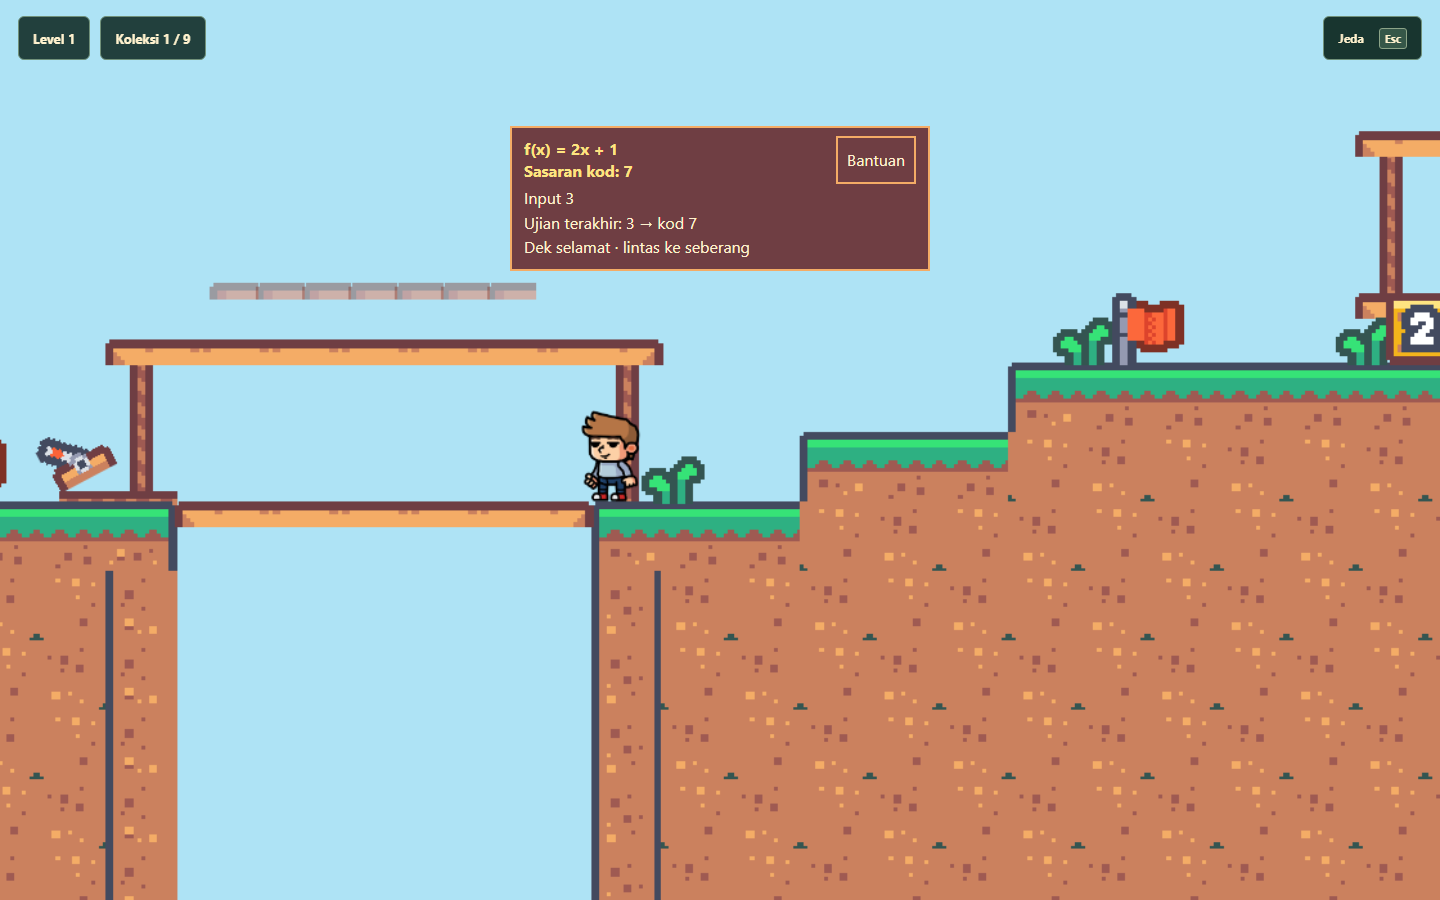 Level 1
Koleksi 1 / 9
Jeda Esc
f(x) = 2x + 1
Sasaran kod: 7
Bantuan
Input 3
Ujian terakhir: 3 → kod 7
Dek selamat · lintas ke seberang
2